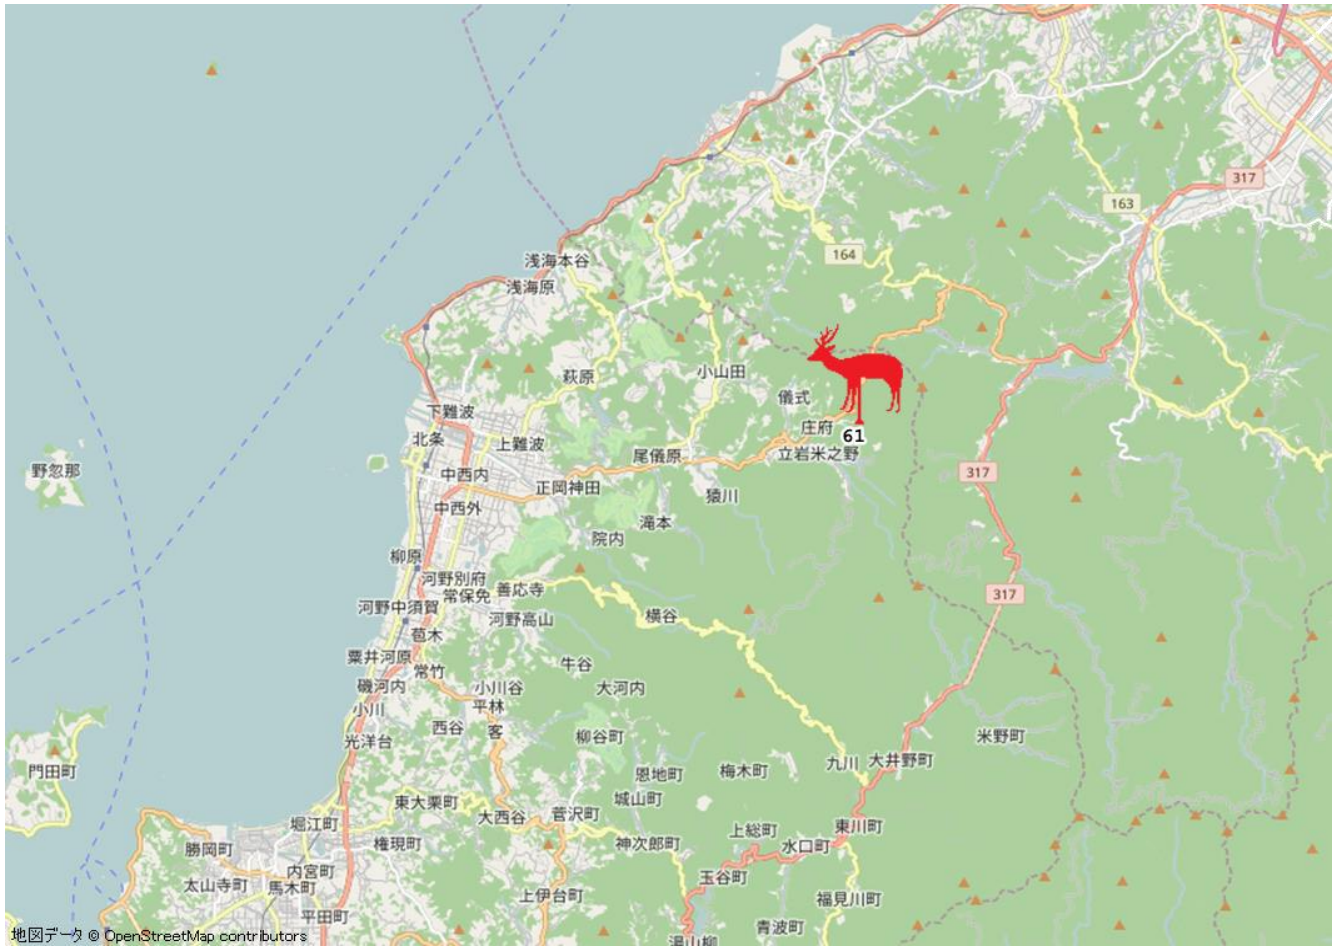 317
163
164
浅海本谷
浅海原
小山田
萩原
儀式
下難波
庄府
61
北条
上難波
立岩米之野
尾儀原
野忽那
中西内
317
正岡神田
猿川
中西外
滝本
院内
柳原
河野別府
善応寺
常保免
317
河野中須賀
横谷
河野高山
苞木
粟井河原
牛谷
常竹
磯河内
小川谷
大河内
平林
小川
西谷
客
柳谷町
米野町
光洋台
門田町
恩地町
梅木町
九川
大井野町
東大栗町
城山町
菅沢町
大西谷
堀江町
上総町
東川町
権現町
神次郎町
水口町
勝岡町
内宮町
玉谷町
太山寺町
馬木町
上伊台町
福見川町
平田町
青波町
湯山柳
地図データ © OpenStreetMap contributors